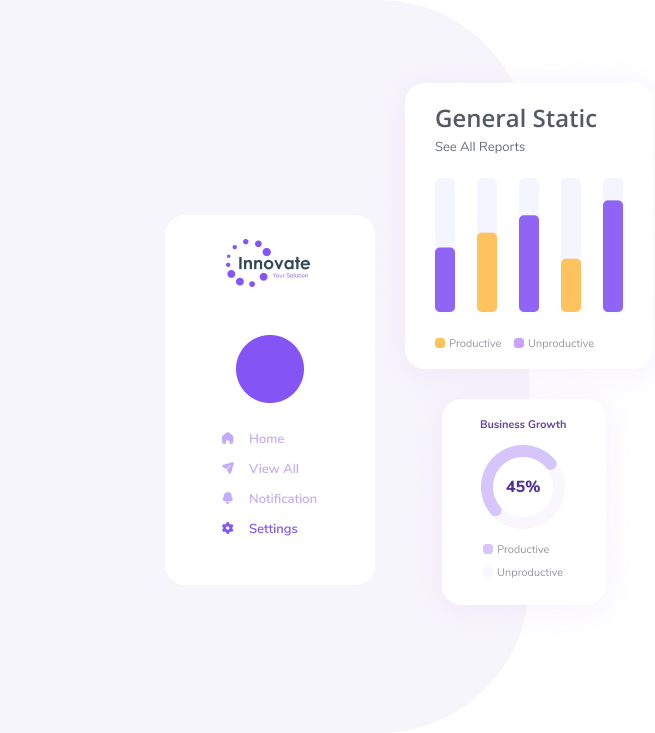 General Static
See All Reports
Productive
Unproductive
Innovate
Your Solution
Home
View All
Notification
Settings
Business Growth
45%
Productive
Unproductive